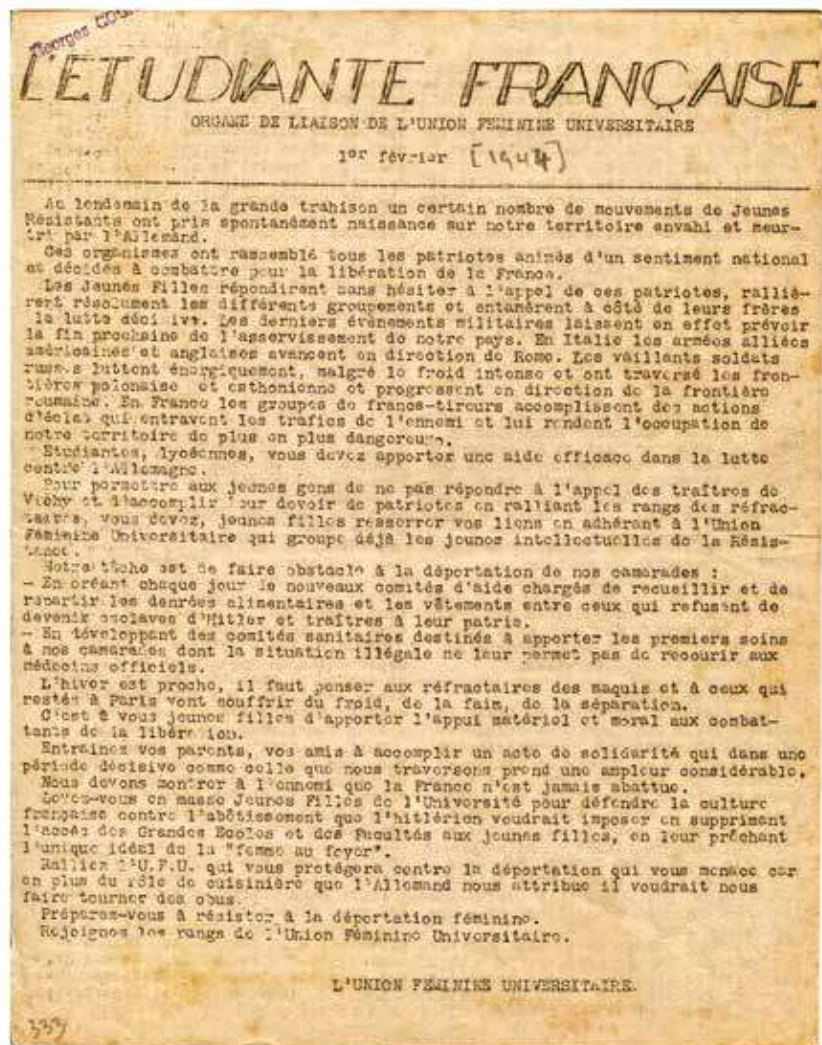 Georges
L'ETUDIANTE FRANÇAISE
ORGANE DE LIAISON DE L'UNION FEMININE UNIVERSITAIRE
1er février [1944]
Au lendemain de la grande trahison un certain nombre de mouvements de Jeunes
Résistants ont pris spontanément naissance sur notre territoire envahi et meur-
tri par l'Allemand.
Ces organismes ont rassemblé tous les patriotes animés d'un sentiment national
et décidés à combattre pour la libération de la France.
Les Jeunes Filles répondirent sans hésiter à l'appel de ces patriotes,ralliè-
rent résolument les différents groupements et entamèrent à côté de leurs frères
la lutte décisive. Les derniers évènements militaires laissent en effet prévoir
la fin prochaine de l'asservissement de notre pays. En Italie les armées alliées
américaines et anglaises avancent en direction de Rome. Les vaillants soldats
russes luttent énergiquement, malgré le froid intense et ont traversé les fron-
tières polonaise et esthonienne et progressent en direction de la frontière
roumaine. En France les groupes de francs-tireurs accomplissent des actions
d'éclat qui entravent les trafics de l'ennemi et lui rendent l'occupation de
notre territoire de plus en plus dangereuse.
Etudiantes, lycéennes, vous devez apporter une aide efficace dans la lutte
contre l'Allemagne.
Pour permettre aux jeunes gens de ne pas répondre à l'appel des traîtres de
Vichy et d'accomplir leur devoir de patriotes en ralliant les rangs des réfrac-
taires, vous devez, jeunes filles resserrer vos liens en adhérant à l'Union
Féminine Universitaire qui groupe déjà les jeunes intellectuelles de la Résis-
tance.
Notre tâche est de faire obstacle à la déportation de nos camarades :
- En créant chaque jour de nouveaux comités d'aide chargés de recueillir et de
répartir les denrées alimentaires et les vêtements entre ceux qui refusent de
devenir esclaves d'Hitler et traîtres à leur patrie.
- En développant des comités sanitaires destinés à apporter les premiers soins
à nos camarades dont la situation illégale ne leur permet pas de recourir aux
médecins officiels.
L'hiver est proche, il faut penser aux réfractaires des maquis et à ceux qui
restés à Paris vont souffrir du froid, de la faim, de la séparation.
C'est à vous jeunes filles d'apporter l'appui matériel et moral aux combat-
tants de la libération.
Entrainez vos parents, vos amis à accomplir un acte de solidarité qui dans une
période décisive comme celle que nous traversons prend une ampleur considérable.
Nous devons montrer à l'ennemi que la France n'est jamais abattue.
Levez-vous en masse Jeunes Filles de l'Université pour défendre la culture
française contre l'abêtissement que l'hitlérien voudrait imposer en supprimant
l'accès des Grandes Ecoles et des Facultés aux jeunes filles, en leur prêchant
l'unique idéal de la "femme au foyer".
Ralliez l'U.F.U. qui vous protégera contre la déportation qui vous menace car
en plus du rôle de cuisinière que l'Allemand nous attribue il voudrait nous
faire tourner des obus.
Préparez-vous à résister à la déportation féminine.
Rejoignez les rangs de l'Union Féminine Universitaire.
L'UNION FEMININE UNIVERSITAIRE.
333